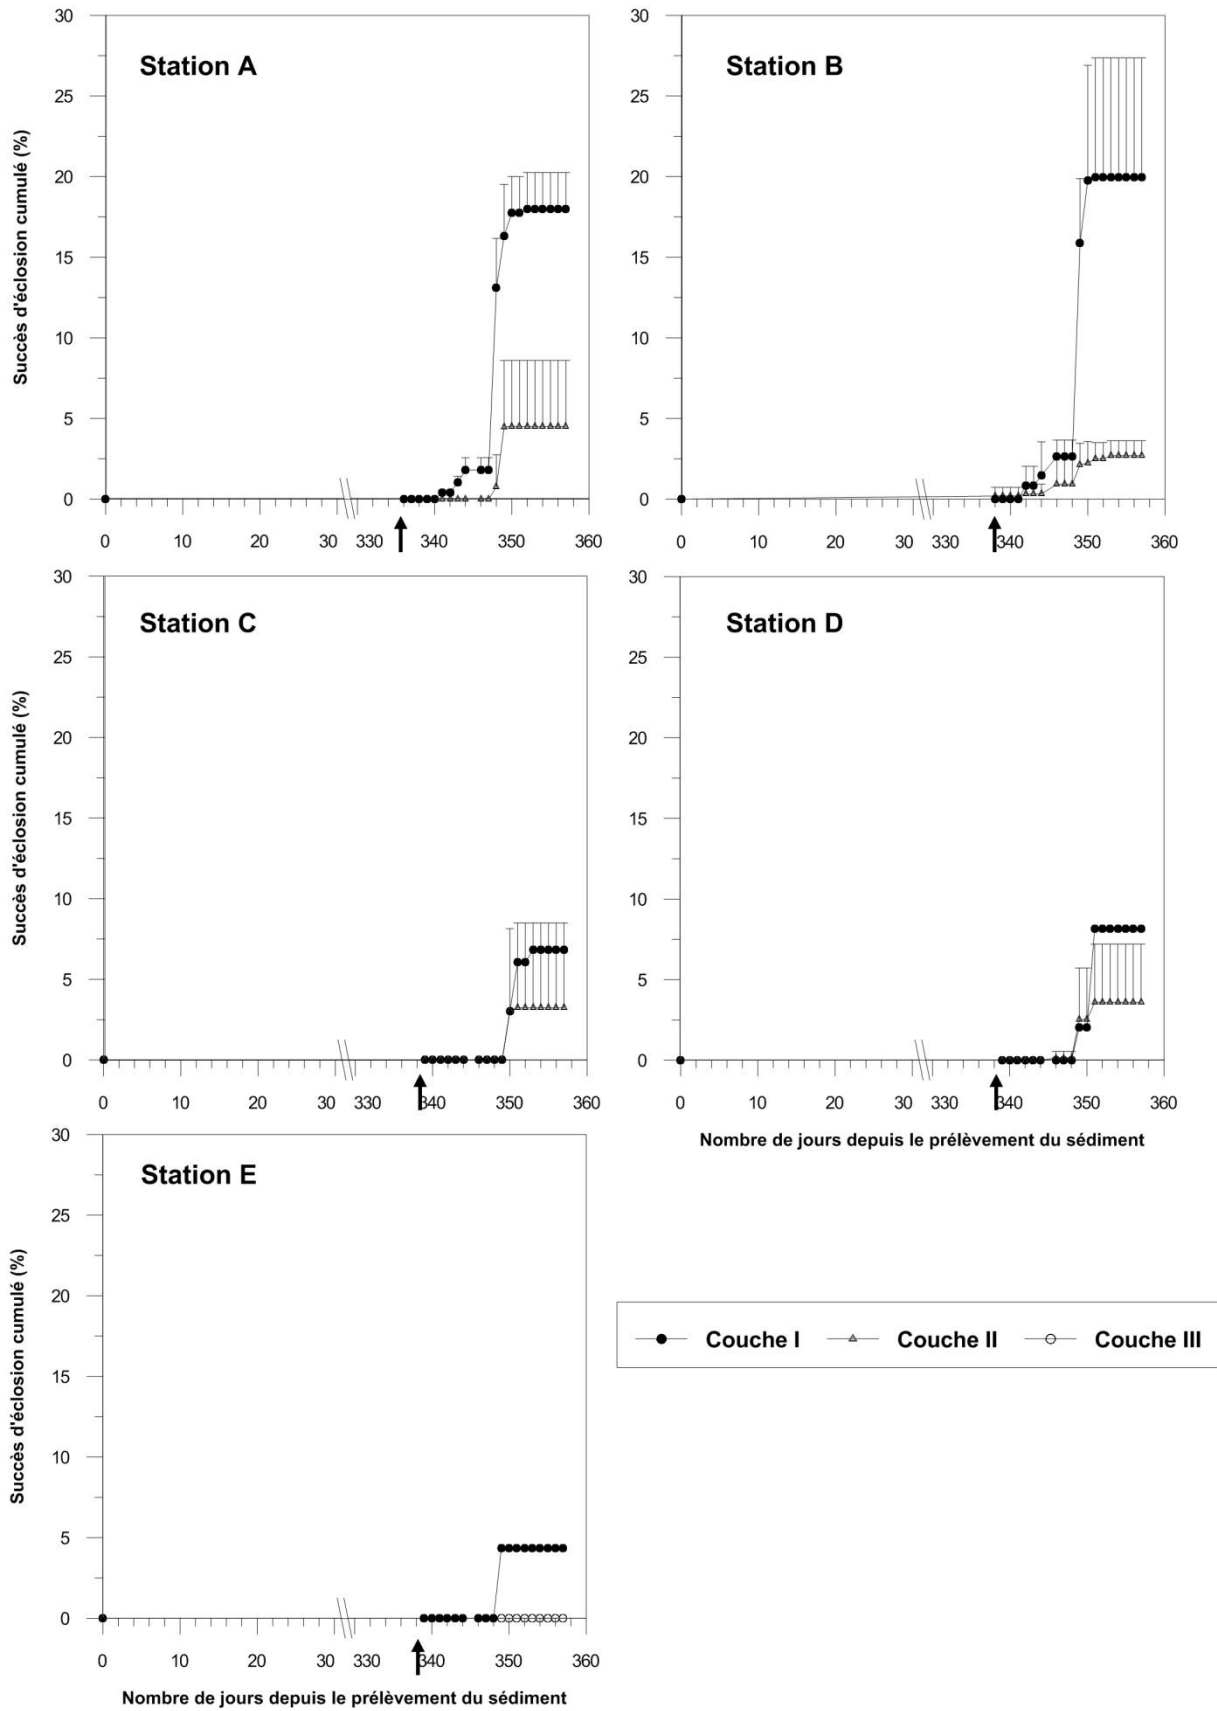 Station A
Succès d'éclosion cumulé (%)
30
25
20
15
10
5
0
0 10 20 30 330 340 350 360
Station B
30
25
20
15
10
5
0
0 10 20 30 330 340 350 360
Station C
Succès d'éclosion cumulé (%)
30
25
20
15
10
5
0
0 10 20 30 330 340 350 360
Station D
30
25
20
15
10
5
0
0 10 20 30 330 340 350 360
Nombre de jours depuis le prélèvement du sédiment
Station E
Succès d'éclosion cumulé (%)
30
25
20
15
10
5
0
0 10 20 30 330 340 350 360
Nombre de jours depuis le prélèvement du sédiment
Couche I Couche II Couche III